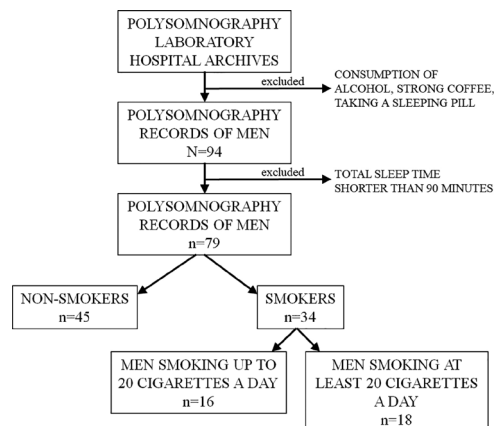 POLYSOMNOGRAPHY
LABORATORY
HOSPITAL ARCHIVES
excluded
CONSUMPTION OF
ALCOHOL, STRONG COFFEE,
TAKING A SLEEPING PILL
POLYSOMNOGRAPHY
RECORDS OF MEN
N=94
excluded
TOTAL SLEEP TIME
SHORTER THAN 90 MINUTES
POLYSOMNOGRAPHY
RECORDS OF MEN
n=79
NON-SMOKERS
n=45
SMOKERS
n=34
MEN SMOKING UP TO
20 CIGARETTES A DAY
n=16
MEN SMOKING AT
LEAST 20 CIGARETTES
A DAY
n=18